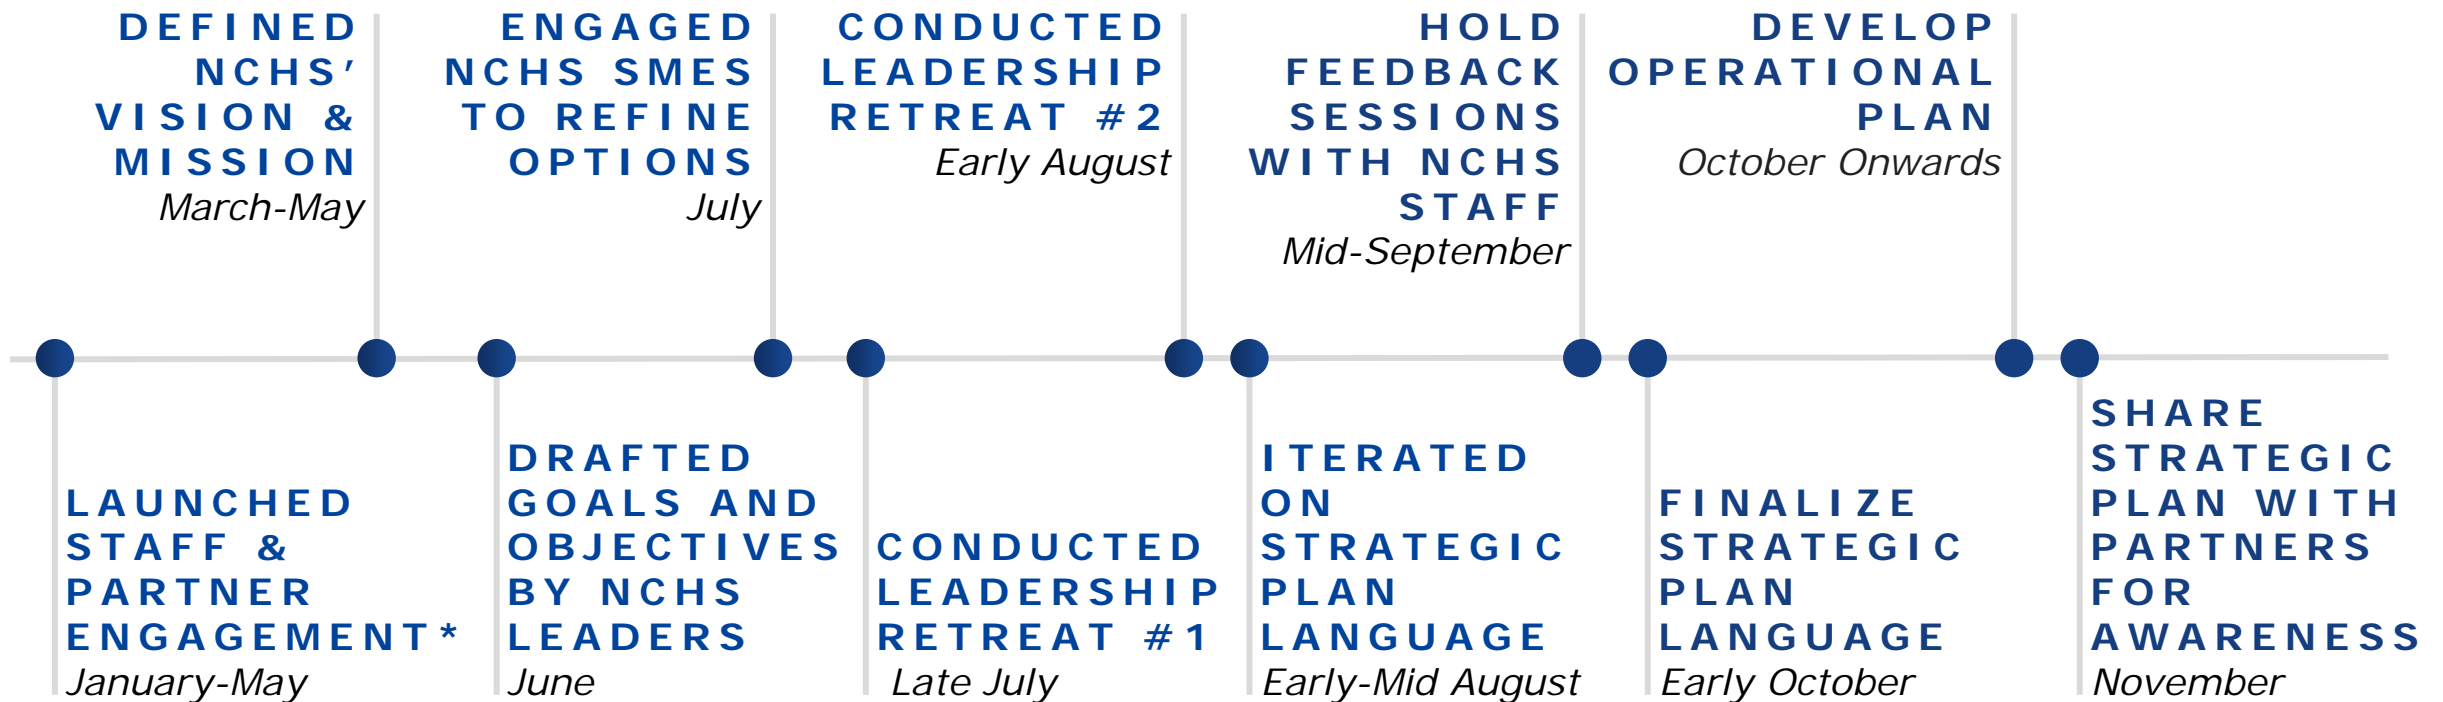 DEFINED
NCHS’
VISION &
MISSION
March-May
ENGAGED
NCHS SMES
TO REFINE
OPTIONS
July
CONDUCTED
LEADERSHIP
RETREAT #2
Early August
HOLD
FEEDBACK
SESSIONS
WITH NCHS
STAFF
Mid-September
DEVELOP
OPERATIONAL
PLAN
October Onwards
LAUNCHED
STAFF &
PARTNER
ENGAGEMENT*
January-May
DRAFTED
GOALS AND
OBJECTIVES
BY NCHS
LEADERS
June
CONDUCTED
LEADERSHIP
RETREAT #1
Late July
ITERATED
ON
STRATEGIC
PLAN
LANGUAGE
Early-Mid August
FINALIZE
STRATEGIC
PLAN
LANGUAGE
Early October
SHARE
STRATEGIC
PLAN WITH
PARTNERS
FOR
AWARENESS
November